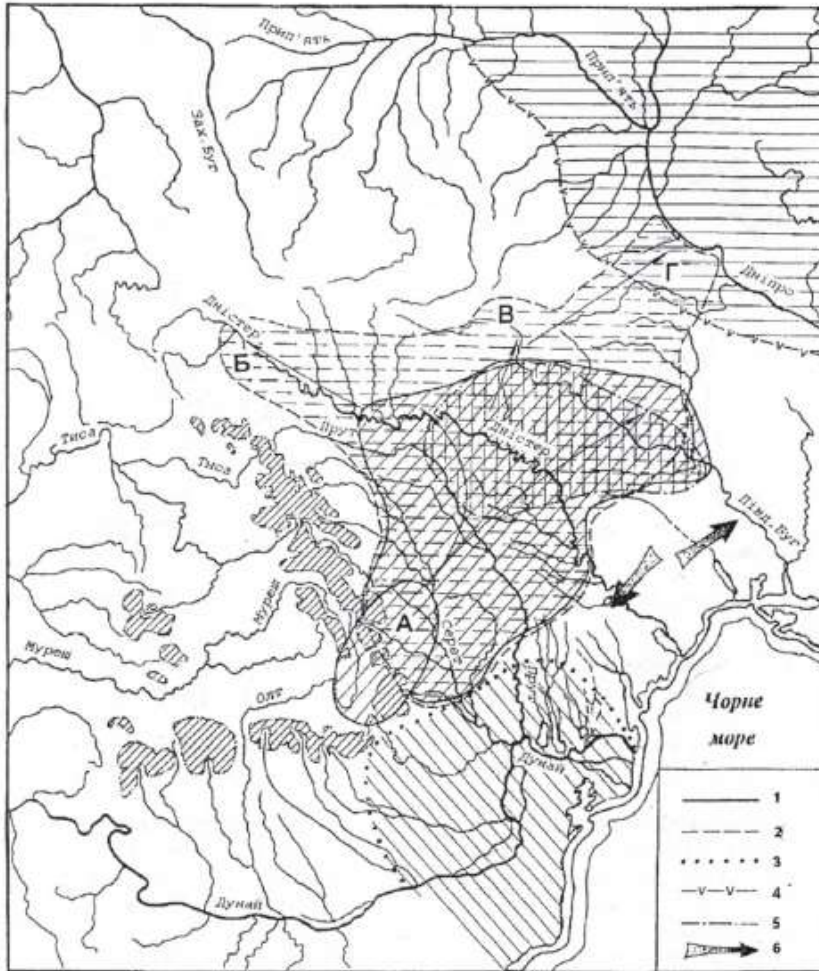 Прип'ять
Прип'ять
Зах. Буг
Г
Дніпро
Дністер
В
Б
Прут
Дністер
Тиса
Тиса
Півд. Буг
Муреш
А
Серет
Муреш
Олт
Прут
Чорне
море
Дунай
Дунай
1
2
3
v
v
4
5
6